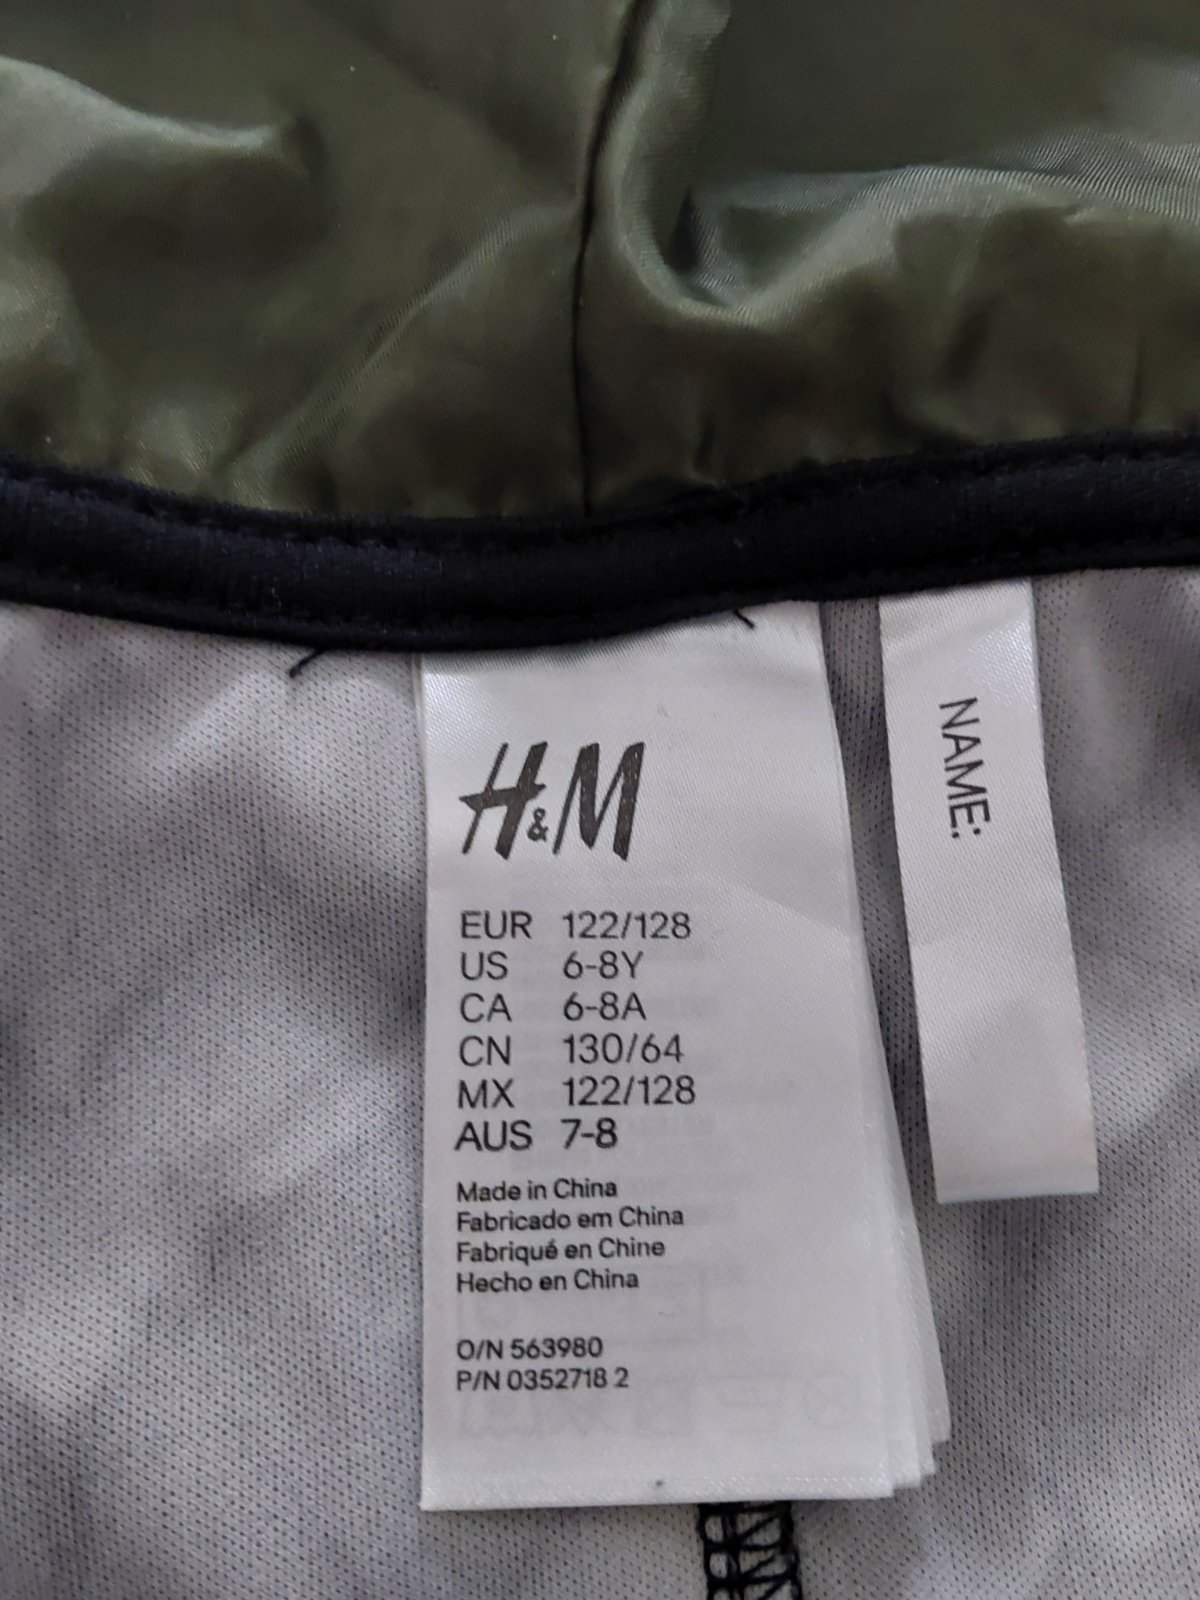 H&M
EUR 122/128
US 6-8Y
CA 6-8A
CN 130/64
MX 122/128
AUS 7-8
Made in China
Fabricado em China
Fabriqué en Chine
Hecho en China
O/N 563980
P/N 0352718 2
NAME: